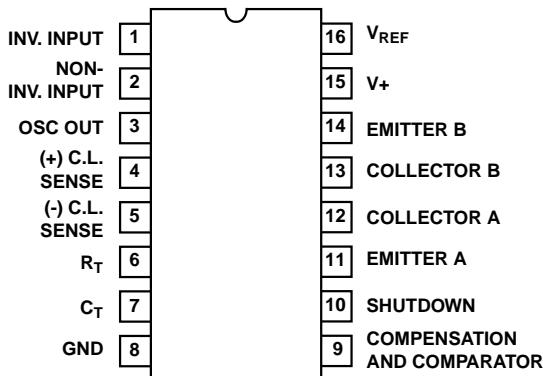 INV. INPUT 1
NON-
INV. INPUT 2
OSC OUT 3
(+) C.L.
SENSE 4
(-) C.L.
SENSE 5
RT 6
CT 7
GND 8
16 VREF
15 V+
14 EMITTER B
13 COLLECTOR B
12 COLLECTOR A
11 EMITTER A
10 SHUTDOWN
9 COMPENSATION
AND COMPARATOR